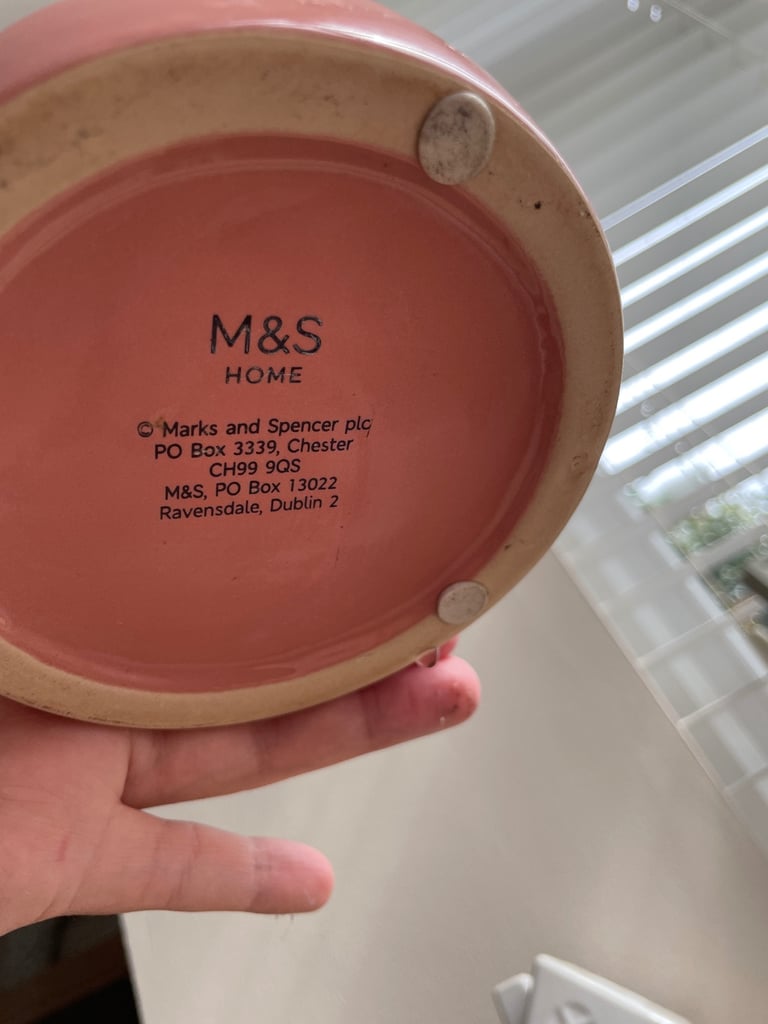 M&S
HOME
© Marks and Spencer plc
PO Box 3339, Chester
CH99 9QS
M&S, PO Box 13022
Ravensdale, Dublin 2